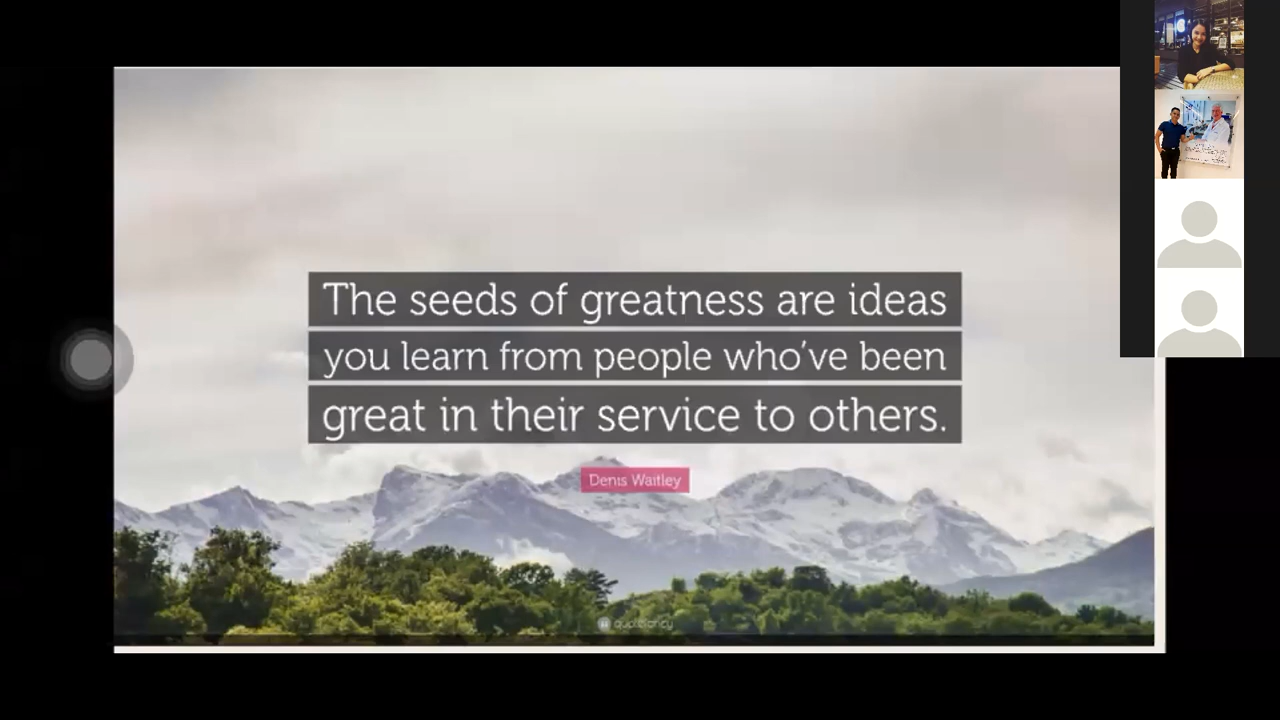 The seeds of greatness are ideas
you learn from people who've been
great in their service to others.
Denis Waitley
quotefancy